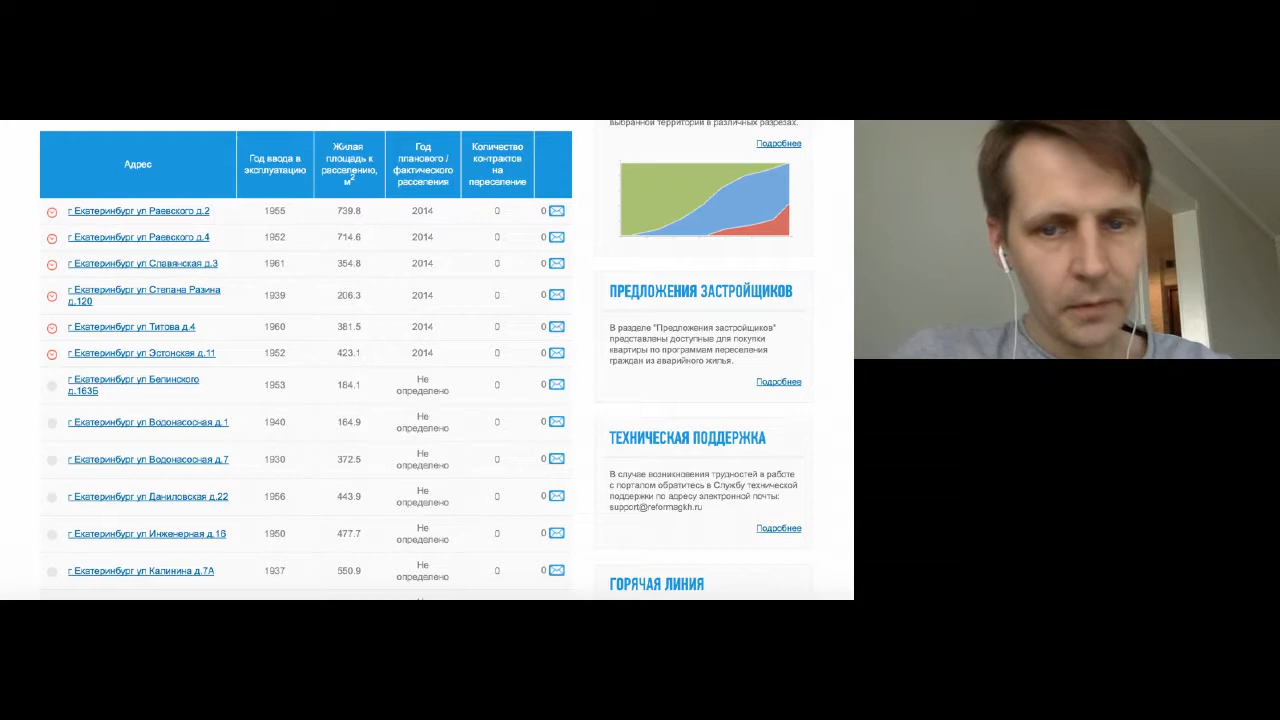 Адрес
Год ввода в
эксплуатацию
Жилая
площадь к
расселению,
м2
Год
планового /
фактического
расселения
Количество
контрактов
на
переселение
г Екатеринбург ул Раевского д.2 1955 739.8 2014 0 0
г Екатеринбург ул Раевского д.4 1952 714.6 2014 0 0
г Екатеринбург ул Славянская д.3 1961 354.8 2014 0 0
г Екатеринбург ул Степана Разина
д.120 1939 206.3 2014 0 0
г Екатеринбург ул Титова д.4 1960 381.5 2014 0 0
г Екатеринбург ул Эстонская д.11 1952 423.1 2014 0 0
г Екатеринбург ул Белинского
д.163Б 1953 184.1 Не
определено 0 0
г Екатеринбург ул Водонасосная д.1 1940 164.9 Не
определено 0 0
г Екатеринбург ул Водонасосная д.7 1930 372.5 Не
определено 0 0
г Екатеринбург ул Даниловская д.22 1956 443.9 Не
определено 0 0
г Екатеринбург ул Инженерная д.16 1950 477.7 Не
определено 0 0
г Екатеринбург ул Калинина д.7А 1937 550.9 Не
определено 0 0
выбранной территории в различных разрезах.
Подробнее
ПРЕДЛОЖЕНИЯ ЗАСТРОЙЩИКОВ
В разделе "Предложения застройщиков"
представлены доступные для покупки
квартиры по программам переселения
граждан из аварийного жилья.
Подробнее
ТЕХНИЧЕСКАЯ ПОДДЕРЖКА
В случае возникновения трудностей в работе
с порталом обратитесь в Службу технической
поддержки по адресу электронной почты:
support@reformagkh.ru
Подробнее
ГОРЯЧАЯ ЛИНИЯ